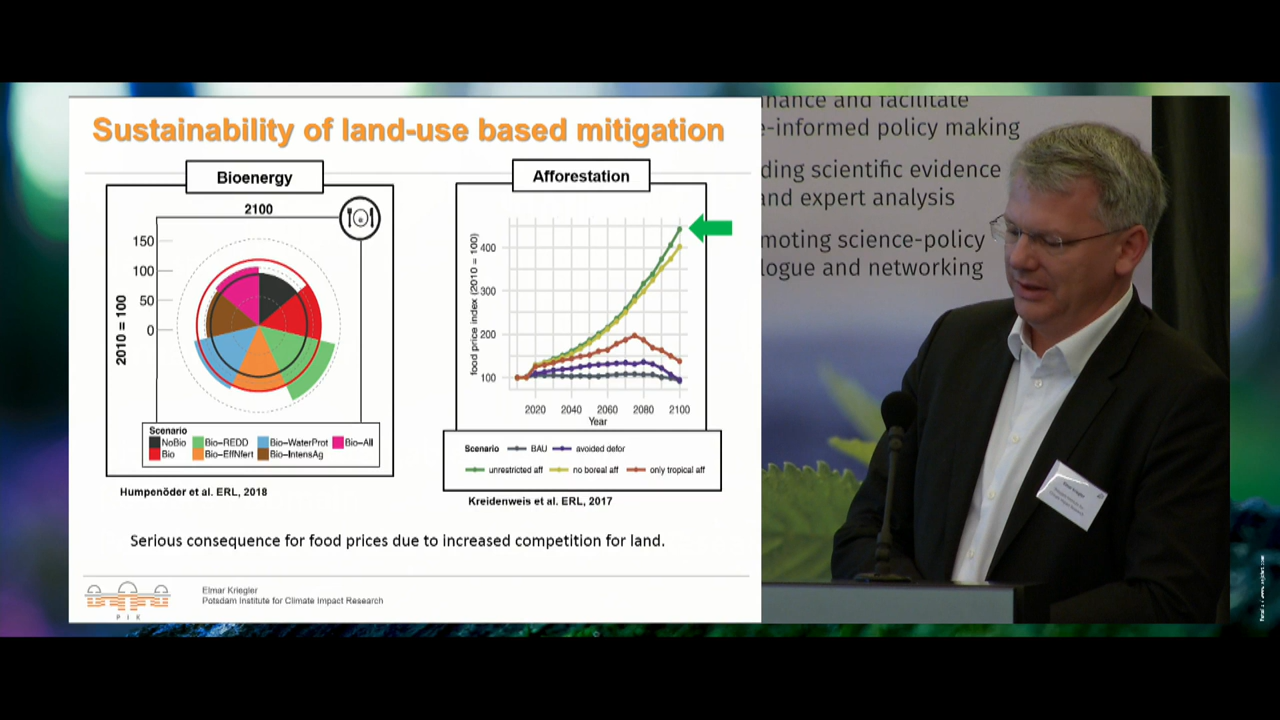 Sustainability of land-use based mitigation
Bioenergy
2100
150
100
50
0
2010 = 100
Scenario
NoBio
Bio–REDD
Bio–WaterProt
Bio–All
Bio
Bio–EffNfert
Bio–IntensAg
Humpenöder et al. ERL, 2018
Afforestation
food price index (2010 = 100)
400
300
200
100
2020
2040
2060
2080
2100
Year
Scenario
BAU
avoided defor
unrestricted aff
no boreal aff
only tropical aff
Kreidenweis et al. ERL, 2017
Serious consequence for food prices due to increased competition for land.
PIK
Elmar Kriegler
Potsdam Institute for Climate Impact Research
nance and facilitate
e-informed policy making
ding scientific evidence
and expert analysis
moting science-policy
logue and networking
Elmar Kriegler